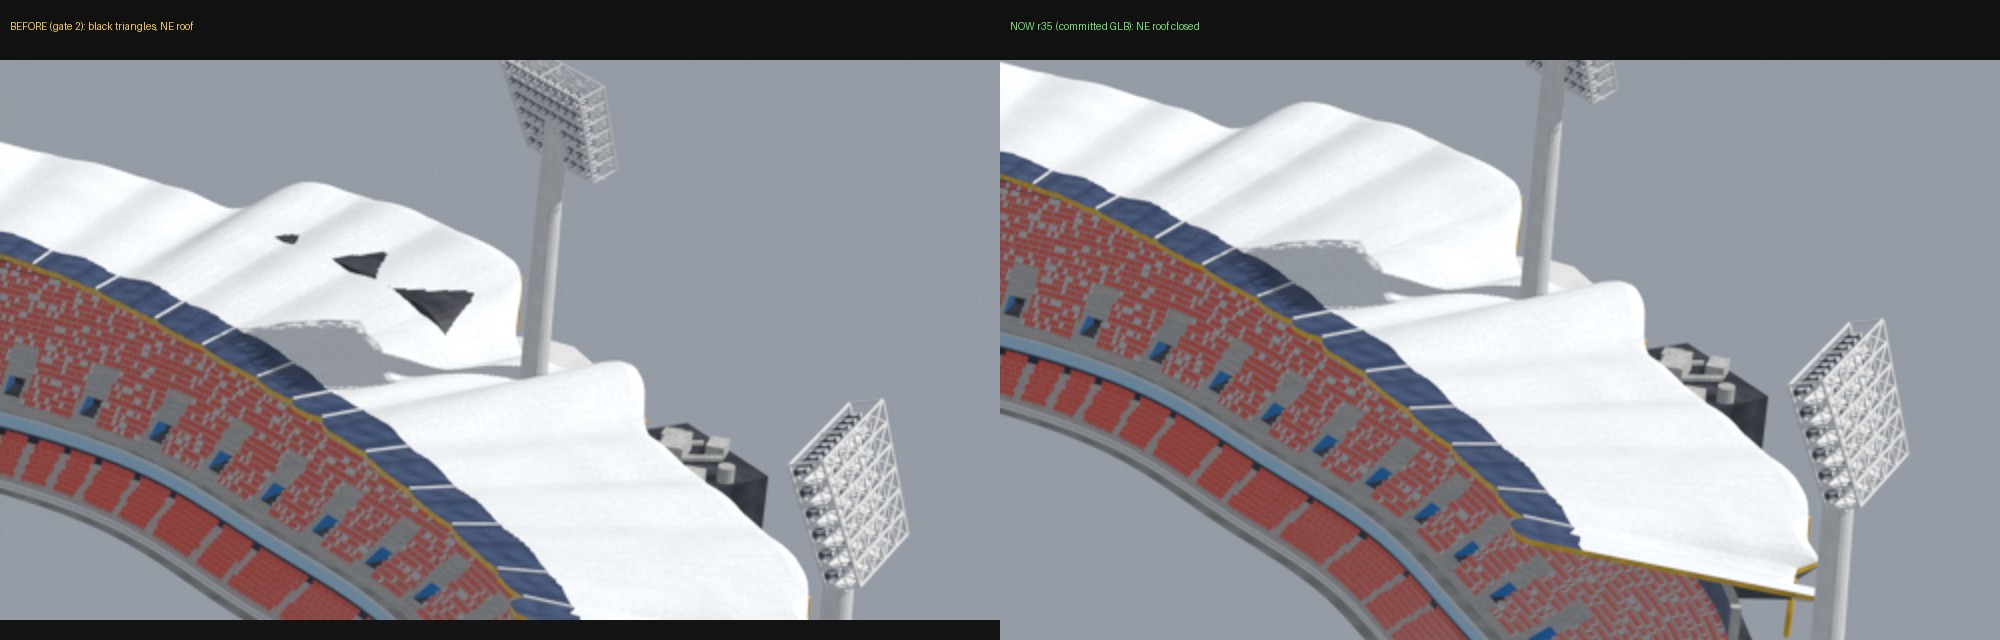 BEFORE (gate 2): black triangles, NE roof
NOW r35 (committed GLB): NE roof closed